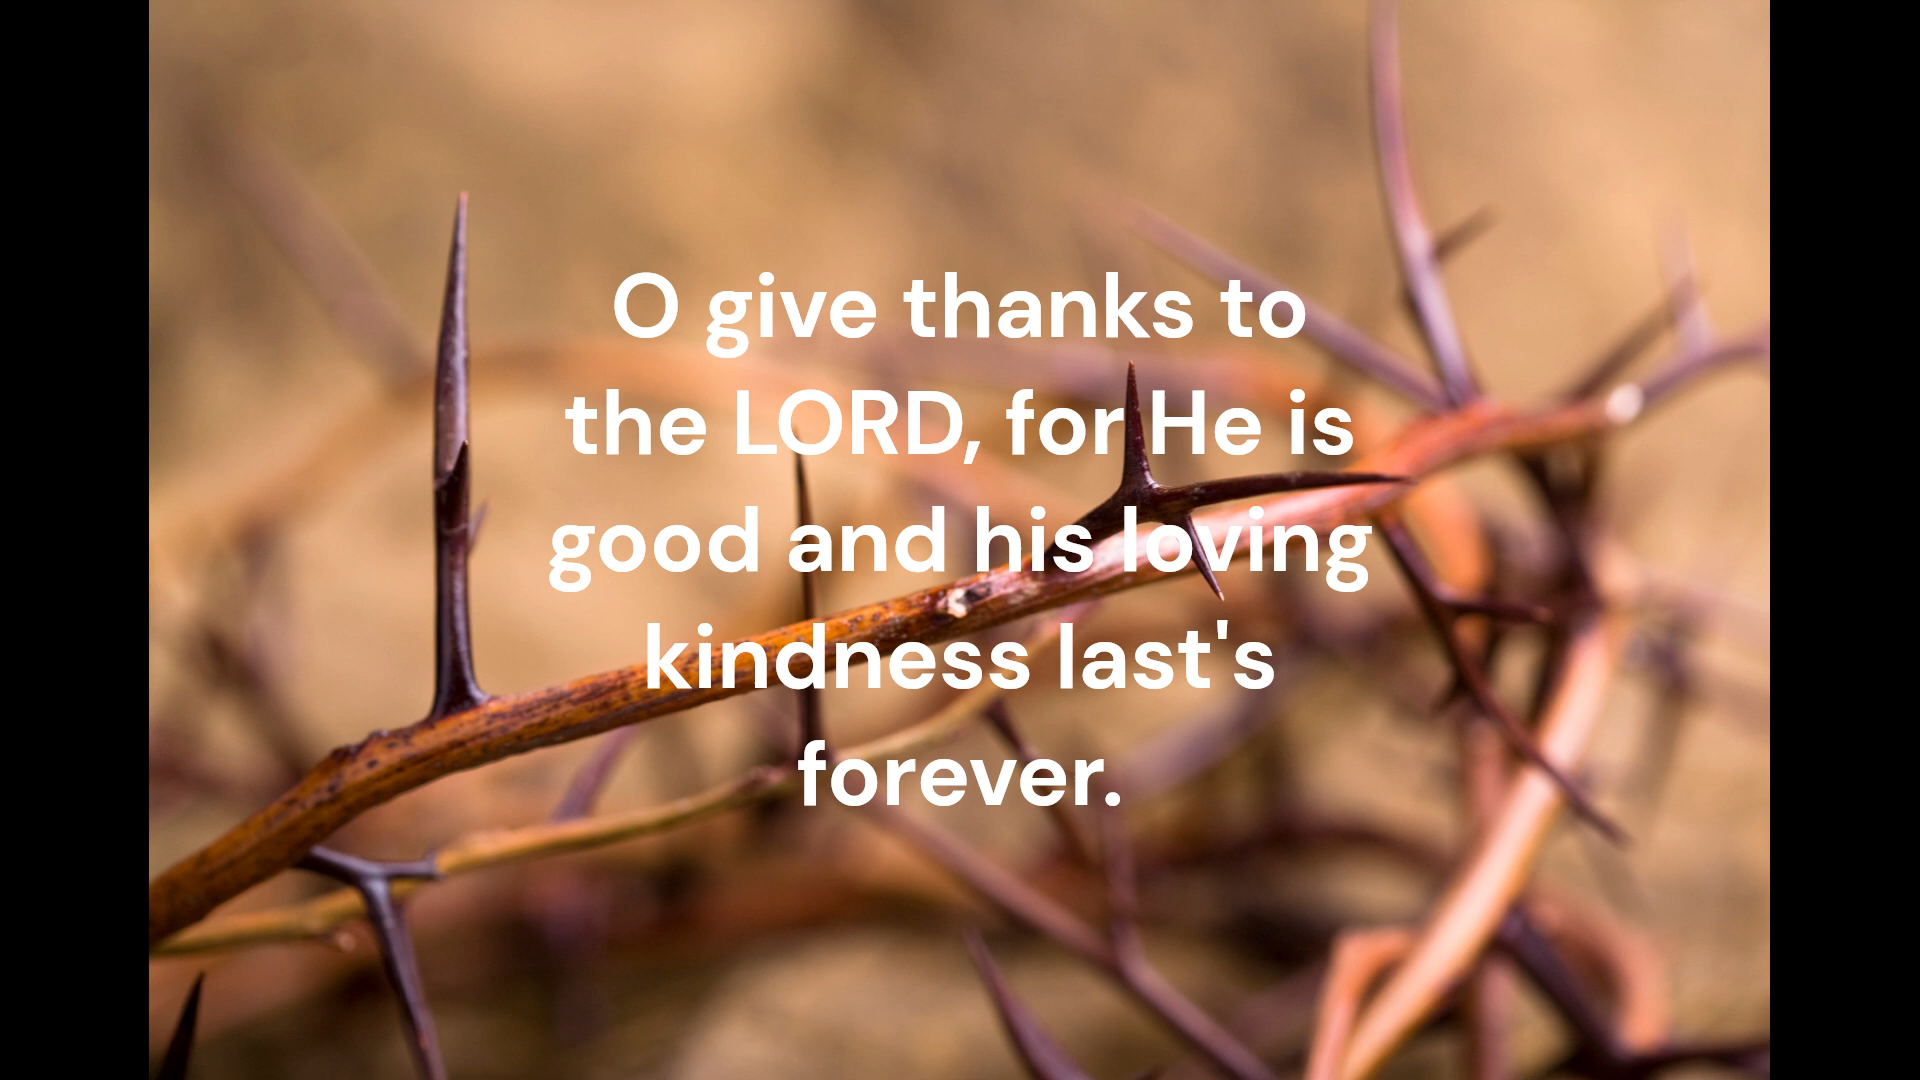 O give thanks to
the LORD, for He is
good and his loving
kindness last's
forever.